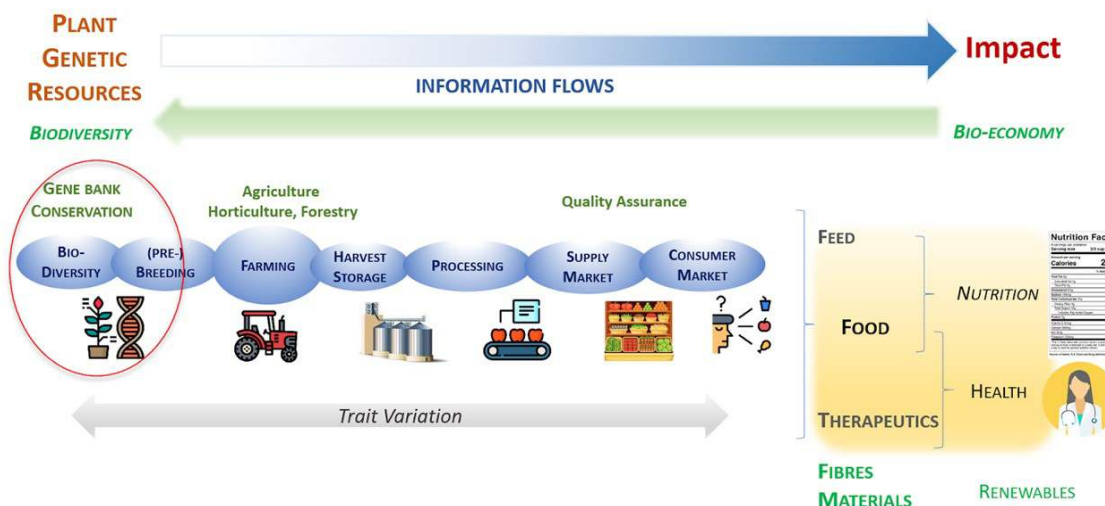 PLANT
GENETIC
RESOURCES
Impact
INFORMATION FLOWS
BIODIVERSITY
BIO-ECONOMY
GENE BANK
CONSERVATION
Agriculture
Horticulture, Forestry
Quality Assurance
BIO-
DIVERSITY
(PRE-)
BREEDING
FARMING
HARVEST
STORAGE
PROCESSING
SUPPLY
MARKET
CONSUMER
MARKET
?
Trait Variation
FEED
FOOD
THERAPEUTICS
NUTRITION
HEALTH
Nutrition Fac
Calories 2
FIBRES
MATERIALS
RENEWABLES